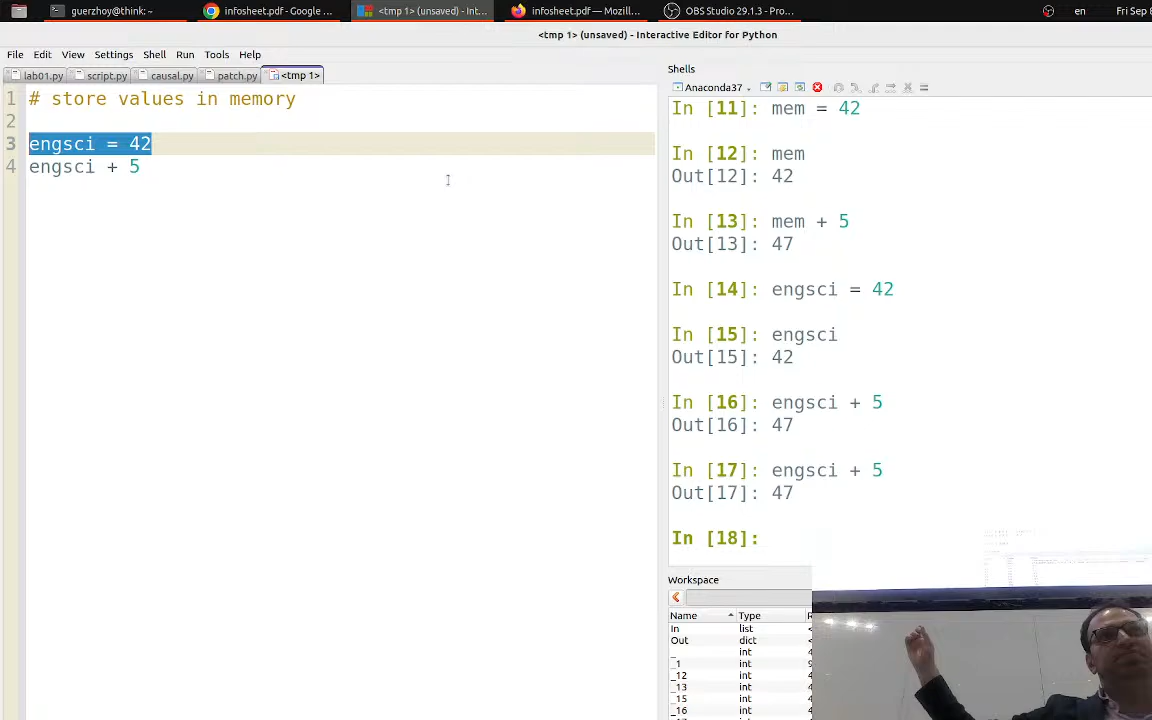 guerzhoy@think: ~
infosheet.pdf - Google ...
<tmp 1> (unsaved) - Int...
infosheet.pdf — Mozill...
OBS Studio 29.1.3 - Pro...
en
Fri Sep
<tmp 1> (unsaved) - Interactive Editor for Python
File Edit View Settings Shell Run Tools Help
lab01.py script.py causal.py patch.py <tmp 1>
1 # store values in memory
2
3 engsci = 42
4 engsci + 5
Shells
Anaconda37
In [11]: mem = 42
In [12]: mem
Out[12]: 42
In [13]: mem + 5
Out[13]: 47
In [14]: engsci = 42
In [15]: engsci
Out[15]: 42
In [16]: engsci + 5
Out[16]: 47
In [17]: engsci + 5
Out[17]: 47
In [18]:
Workspace
Name Type
In list
Out dict
_ int
_1 int
_12 int
_13 int
_15 int
_16 int